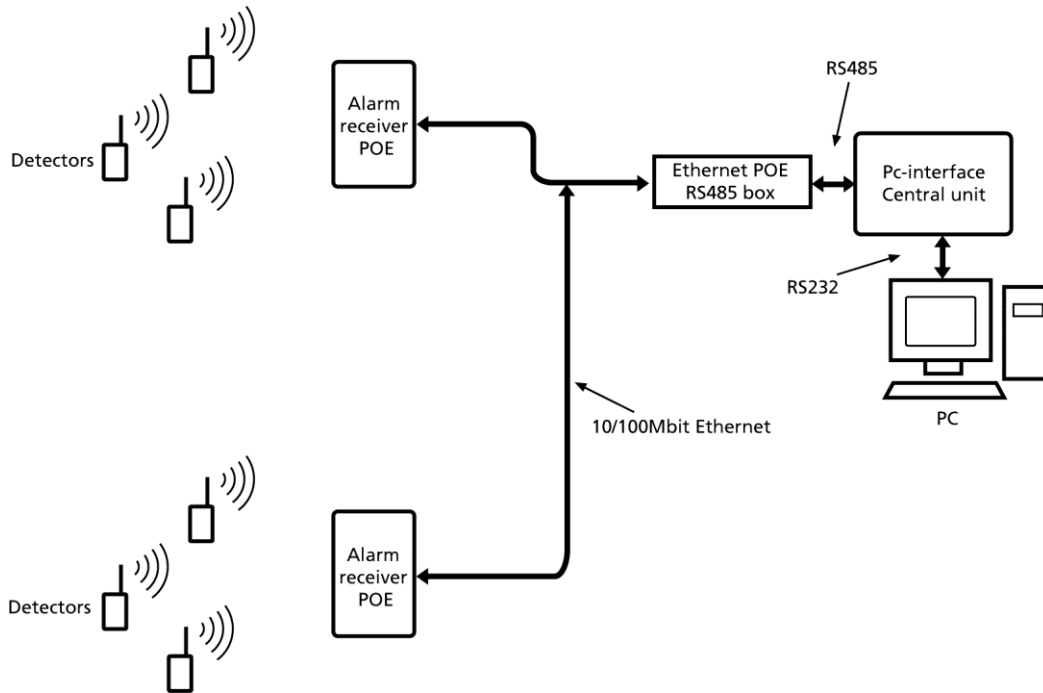 Detectors
Alarm
receiver
POE
RS485
Ethernet POE
RS485 box
Pc-interface
Central unit
RS232
PC
10/100Mbit Ethernet
Detectors
Alarm
receiver
POE